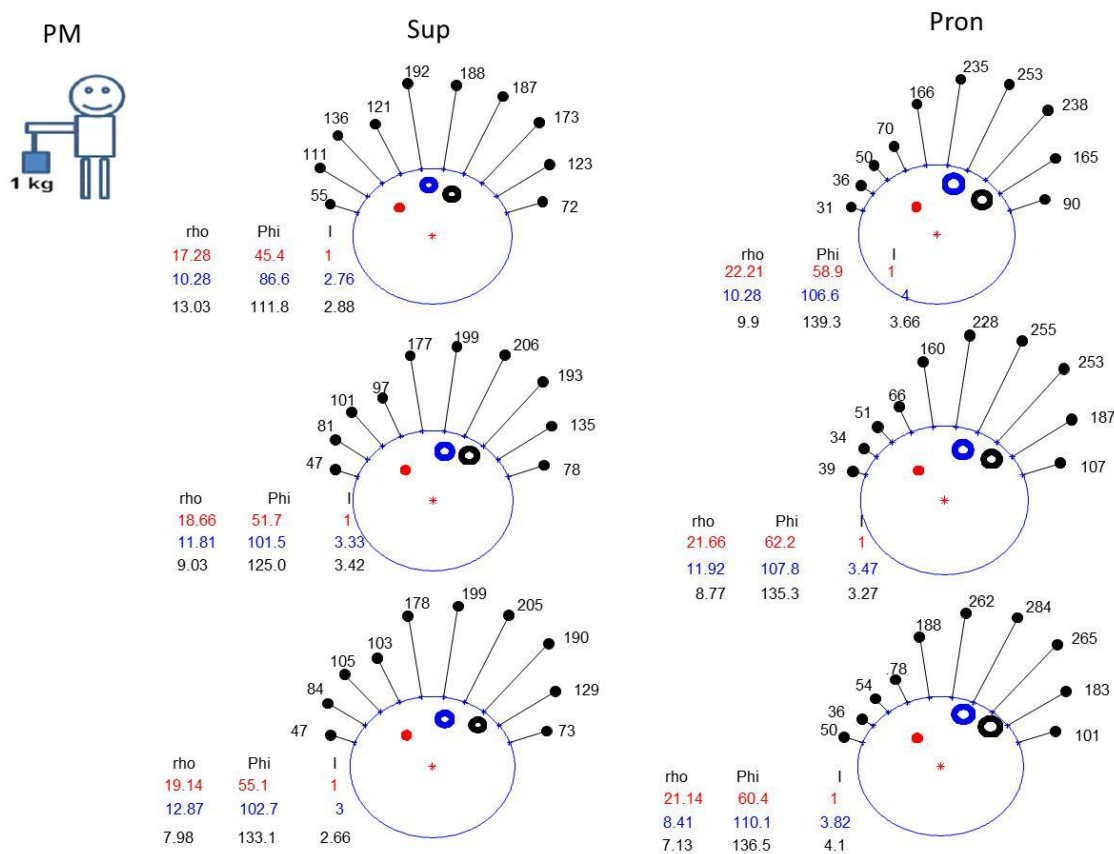 PM
Sup
Pron
1 kg
192
188
187
136
121
173
111
123
55
72
rho Phi I
17.28 45.4 1
10.28 86.6 2.76
13.03 111.8 2.88
235
253
166
238
70
50
165
36
31
90
rho Phi I
22.21 58.9 1
10.28 106.6 4
9.9 139.3 3.66
177
199
206
97
193
101
81
135
47
78
rho Phi I
18.66 51.7 1
11.81 101.5 3.33
9.03 125.0 3.42
228
255
160
253
66
51
187
34
39
107
rho Phi I
21.66 62.2 1
11.92 107.8 3.47
8.77 135.3 3.27
178
199
205
103
190
105
84
129
47
73
rho Phi I
19.14 55.1 1
12.87 102.7 3
7.98 133.1 2.66
262
284
188
265
.78
54
183
36
50
101
rho Phi I
21.14 60.4 1
8.41 110.1 3.82
7.13 136.5 4.1